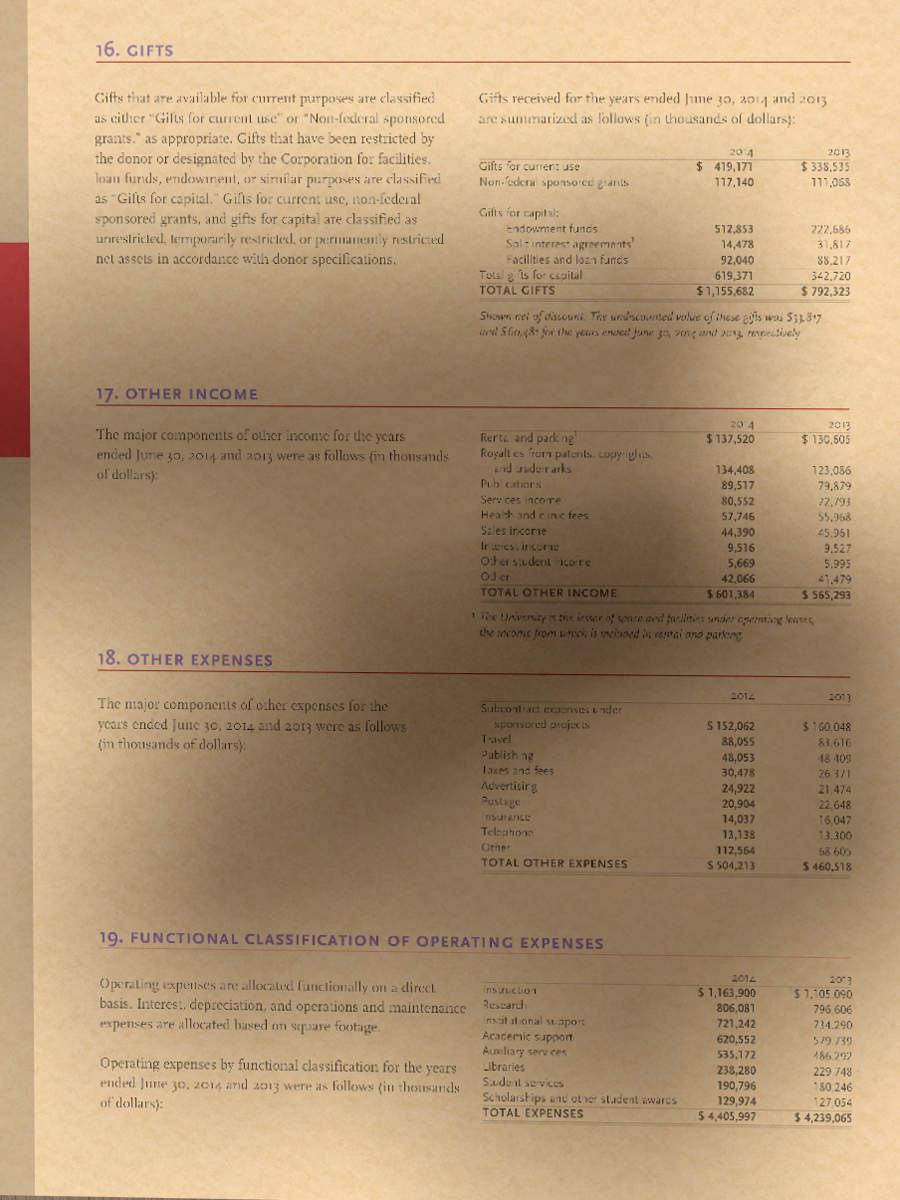 16. GIFTS
Gifts that are available for current purposes are classified
as either "Gifts for current use" or "Non-federal sponsored
grants," as appropriate. Gifts that have been restricted by
the donor or designated by the Corporation for facilities,
loan funds, endowment, or similar purposes are classified
as "Gifts for capital." Gifts for current use, non-federal
sponsored grants, and gifts for capital are classified as
unrestricted, temporarily restricted, or permanently restricted
net assets in accordance with donor specifications.
Gifts received for the years ended June 30, 2014 and 2013
are summarized as follows (in thousands of dollars):
2014 2013
Gifts for current use $ 419,171 $ 338,535
Non-federal sponsored grants 117,140 111,068
Gifts for capital:
Endowment funds 512,853 222,686
Split interest agreements¹ 14,478 31,817
Facilities and loan funds 92,040 88,217
Total gifts for capital 619,371 342,720
TOTAL GIFTS $ 1,155,682 $ 792,323
Shown net of discount. The undiscounted value of these gifts was $33,817
and $60,481 for the years ended June 30, 2014 and 2013, respectively
17. OTHER INCOME
The major components of other income for the years
ended June 30, 2014 and 2013 were as follows (in thousands
of dollars):
2014 2013
Rental and parking¹ $ 137,520 $ 130,605
Royalties from patents, copyrights,
and trademarks 134,408 123,086
Publications 89,517 79,879
Services income 80,552 72,793
Health and clinic fees 57,746 55,968
Sales income 44,390 45,961
Interest income 9,516 9,527
Other student income 5,669 5,995
Other 42,066 41,479
TOTAL OTHER INCOME $ 601,384 $ 565,293
¹ The University is the lessor of space and facilities under operating leases,
the income from which is included in rental and parking.
18. OTHER EXPENSES
The major components of other expenses for the
years ended June 30, 2014 and 2013 were as follows
(in thousands of dollars):
2014 2013
Subcontract expenses under
sponsored projects $ 152,062 $ 160,048
Travel 88,055 83,616
Publishing 48,053 48,409
Taxes and fees 30,478 26,371
Advertising 24,922 21,474
Postage 20,904 22,648
Insurance 14,037 16,047
Telephone 13,138 13,300
Other 112,564 68,605
TOTAL OTHER EXPENSES $ 504,213 $ 460,518
19. FUNCTIONAL CLASSIFICATION OF OPERATING EXPENSES
Operating expenses are allocated functionally on a direct
basis. Interest, depreciation, and operations and maintenance
expenses are allocated based on square footage.
Operating expenses by functional classification for the years
ended June 30, 2014 and 2013 were as follows (in thousands
of dollars):
2014 2013
Instruction $ 1,163,900 $ 1,105,090
Research 806,081 796,606
Institutional support 721,242 734,290
Academic support 620,552 579,739
Auxiliary services 535,172 486,292
Libraries 238,280 229,748
Student services 190,796 180,246
Scholarships and other student awards 129,974 127,054
TOTAL EXPENSES $ 4,405,997 $ 4,239,065